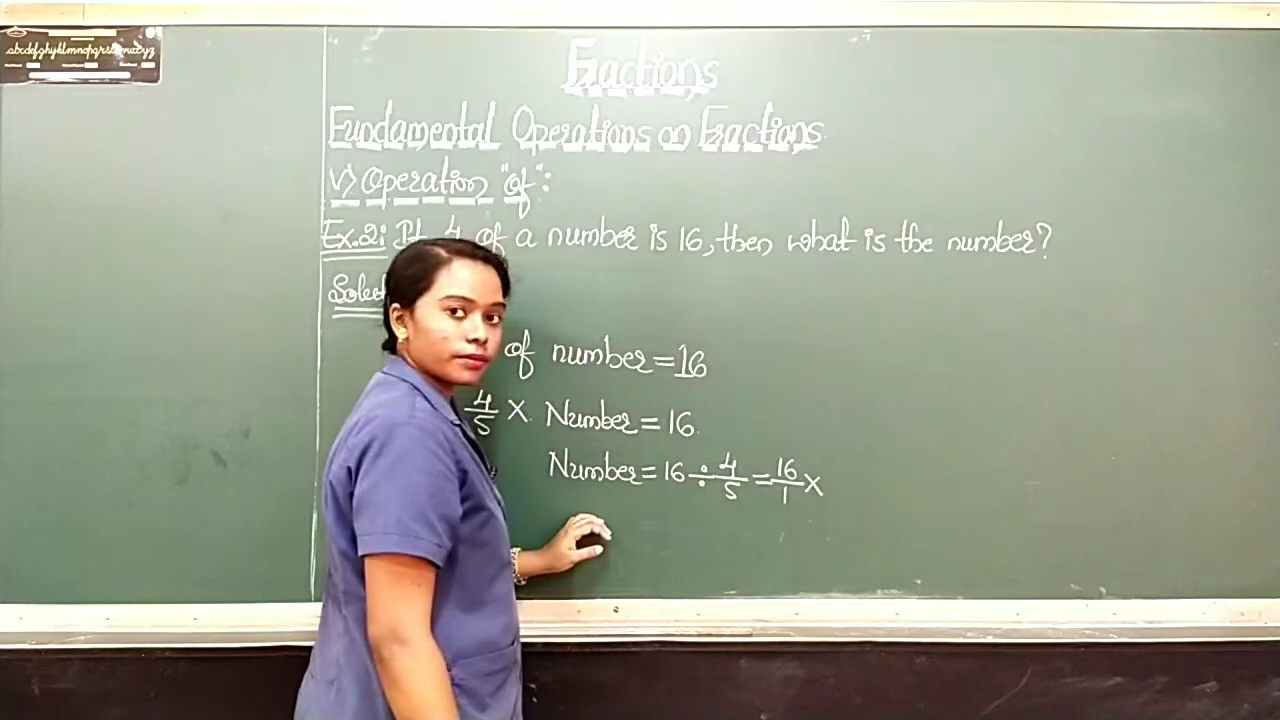 abcdefghyklmnopqrstuvwxyz
Fractions
Fundamental Operations on Fractions
V) Operation "of":
Ex.2: If 4 of a number is 16, then what is the number?
of number = 16
4/5 × Number = 16.
Number = 16 ÷ 4/5 = 16/1 ×